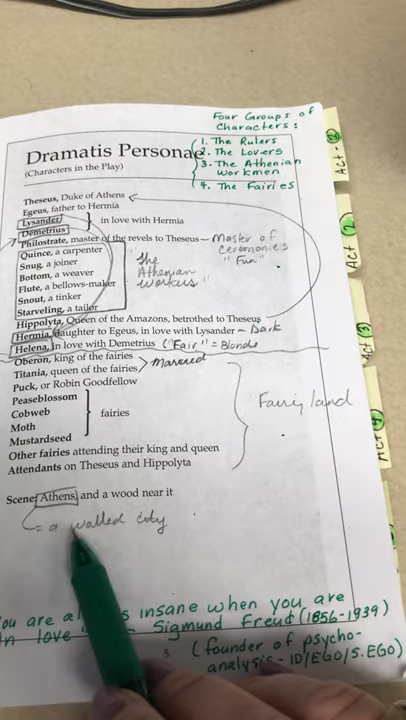 Four Groups of
Characters:
1. The Rulers
2. The Lovers
3. The Athenian
workmen
4. The Fairies
Dramatis Personae
(Characters in the Play)
Theseus, Duke of Athens
Egeus, father to Hermia
Lysander
Demetrius
in love with Hermia
Philostrate, master of the revels to Theseus – Master of
Ceremonies
"Fun"
Quince, a carpenter
Snug, a joiner
Bottom, a weaver
Flute, a bellows-maker
Snout, a tinker
Starveling, a tailor
"The
Athenian
workers"
Hippolyta, Queen of the Amazons, betrothed to Theseus
Hermia, daughter to Egeus, in love with Lysander – Dark
Helena, in love with Demetrius ("Fair" = Blonde
Oberon, king of the fairies
Titania, queen of the fairies
Married
Puck, or Robin Goodfellow
Peaseblossom
Cobweb
Moth
Mustardseed
fairies
Fairyland
Other fairies attending their king and queen
Attendants on Theseus and Hippolyta
Scene: Athens, and a wood near it
= a walled city
insane when you are
in love
Sigmund Freud (1856-1939)
(founder of psycho-
analysis - ID/EGO/S.EGO)
5
Act
Act 2
Act 3
Act 4